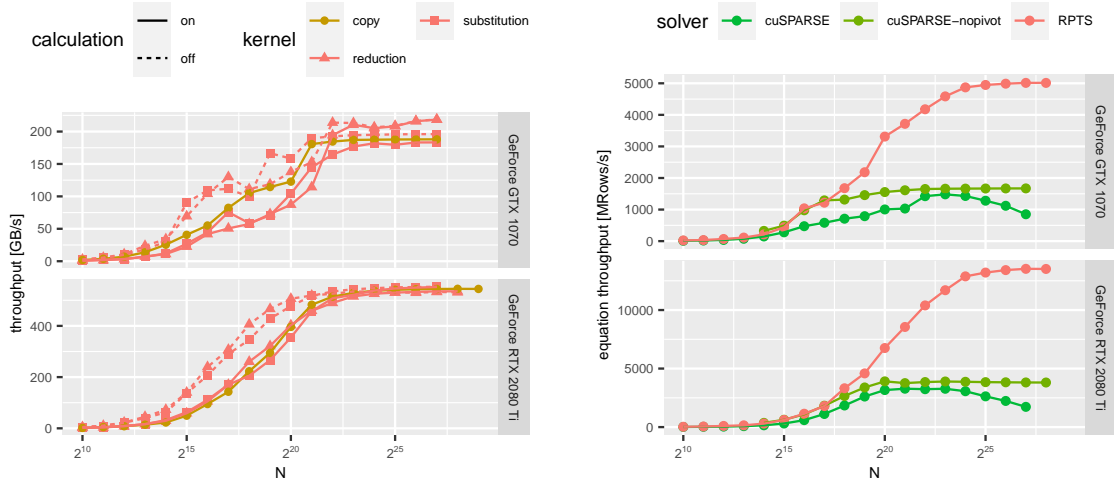 calculation
on
off
kernel
copy
reduction
substitution
throughput [GB/s]
200
150
100
50
0
GeForce GTX 1070
400
200
0
GeForce RTX 2080 Ti
2^10
2^15
2^20
2^25
N
solver
cuSPARSE
cuSPARSE−nopivot
RPTS
equation throughput [MRows/s]
5000
4000
3000
2000
1000
0
GeForce GTX 1070
10000
5000
0
GeForce RTX 2080 Ti
2^10
2^15
2^20
2^25
N